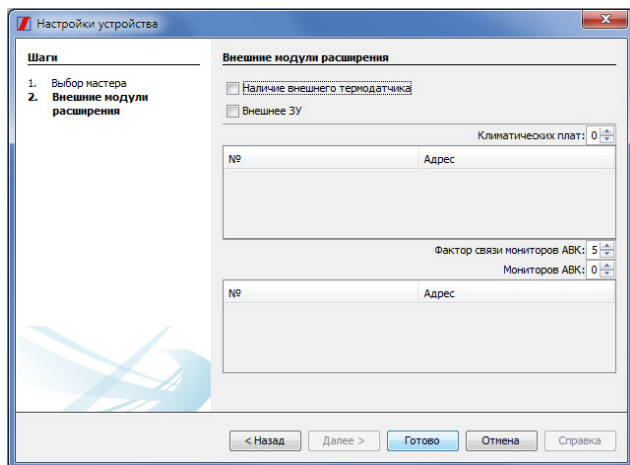 Настройки устройства
Шаги
1. Выбор мастера
2. Внешние модули
расширения
Внешние модули расширения
Наличие внешнего термодатчика
Внешнее ЗУ
Климатических плат: 0
№ Адрес
Фактор связи мониторов АВК: 5
Мониторов АВК: 0
№ Адрес
< Назад Далее > Готово Отмена Справка